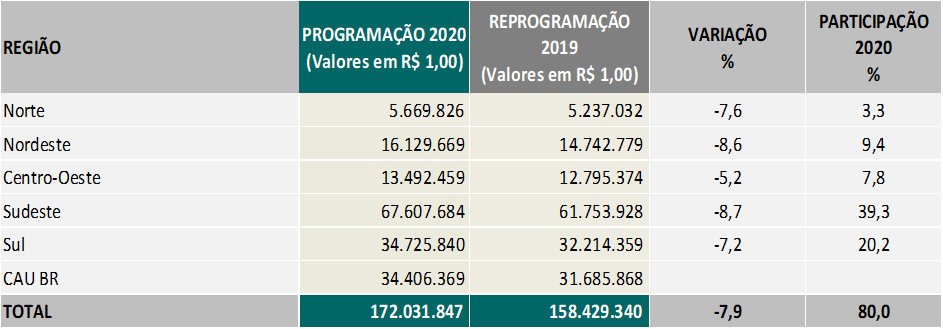 REGIÃO PROGRAMAÇÃO 2020 (Valores em R$ 1,00) REPROGRAMAÇÃO 2019 (Valores em R$ 1,00) VARIAÇÃO % PARTICIPAÇÃO 2020 %
Norte 5.669.826 5.237.032 -7,6 3,3
Nordeste 16.129.669 14.742.779 -8,6 9,4
Centro-Oeste 13.492.459 12.795.374 -5,2 7,8
Sudeste 67.607.684 61.753.928 -8,7 39,3
Sul 34.725.840 32.214.359 -7,2 20,2
CAU BR 34.406.369 31.685.868
TOTAL 172.031.847 158.429.340 -7,9 80,0